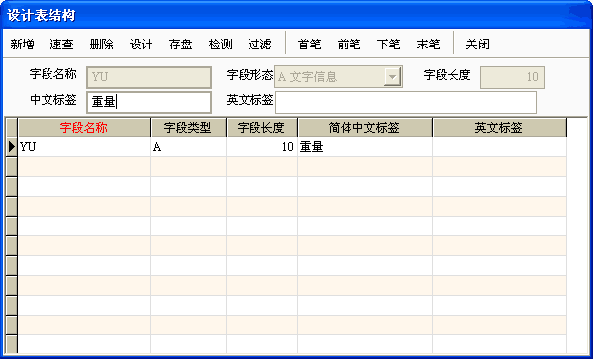 设计表结构
新增 速查 删除 设计 存盘 检测 过滤 首笔 前笔 下笔 末笔 关闭
字段名称 YU 字段形态 A 文字信息 字段长度 10
中文标签 重量 英文标签
字段名称 字段类型 字段长度 简体中文标签 英文标签
YU A 10 重量